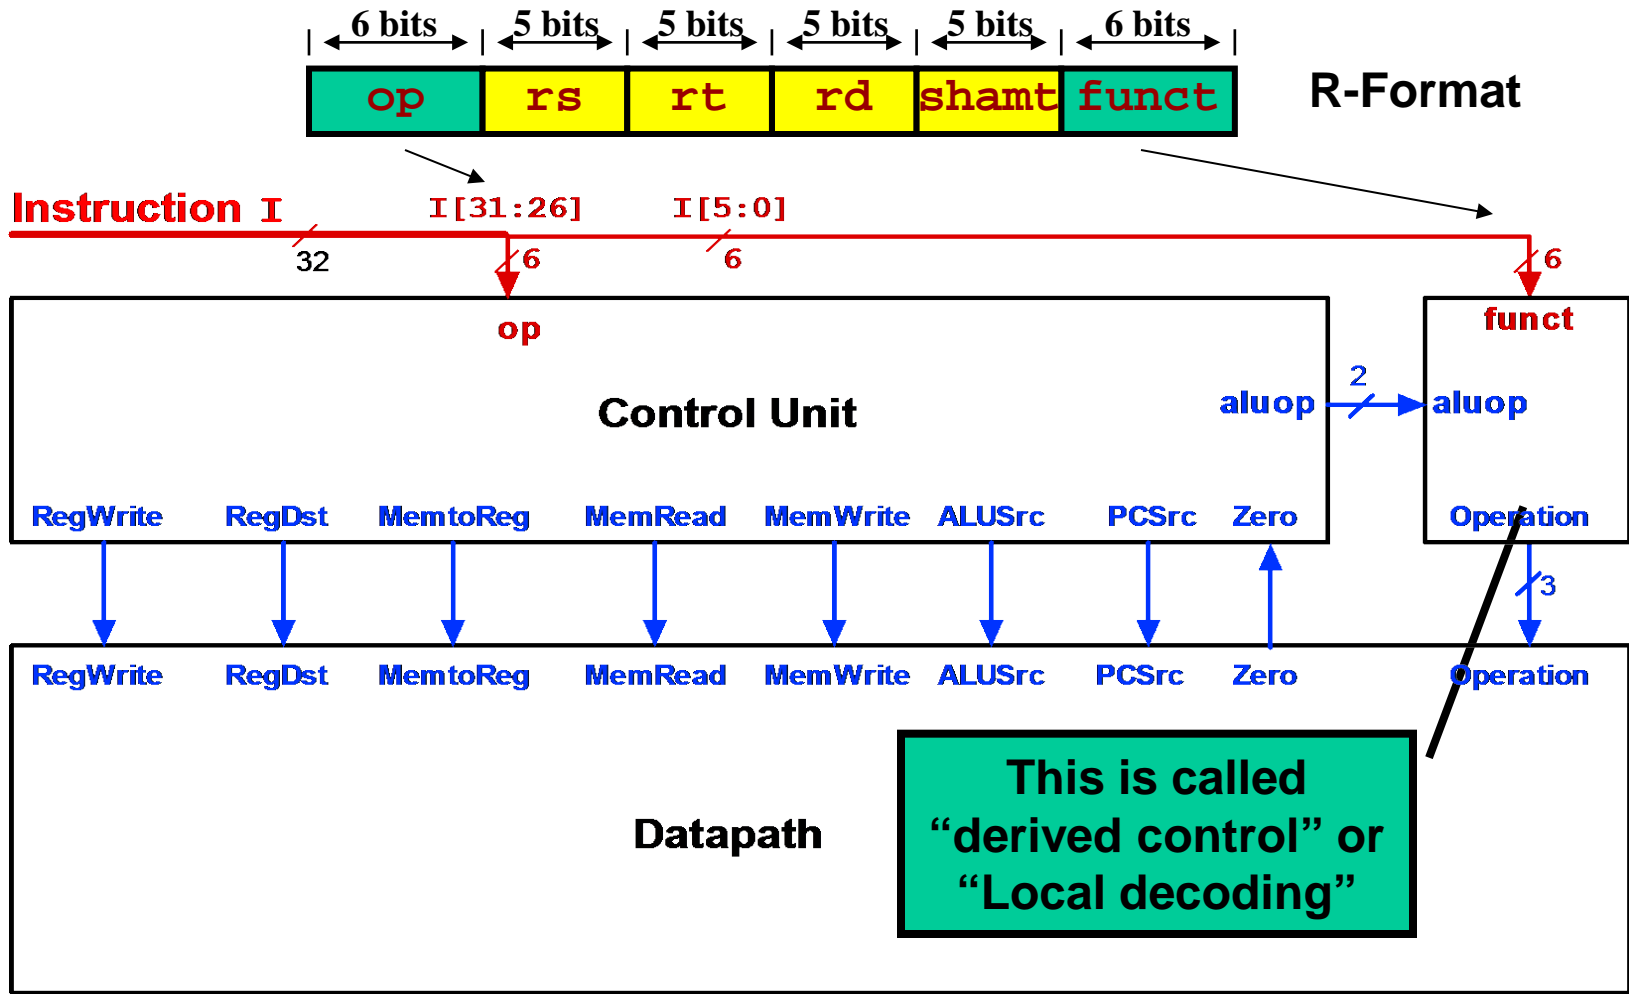 6 bits 5 bits 5 bits 5 bits 5 bits 6 bits
op rs rt rd shamt funct R-Format
Instruction I I[31:26] I[5:0]
32 6 6 6
op funct
2
Control Unit aluop aluop
RegWrite RegDst MemtoReg MemRead MemWrite ALUSrc PCSrc Zero Operation
3
RegWrite RegDst MemtoReg MemRead MemWrite ALUSrc PCSrc Zero Operation
Datapath
This is called
“derived control” or
“Local decoding”